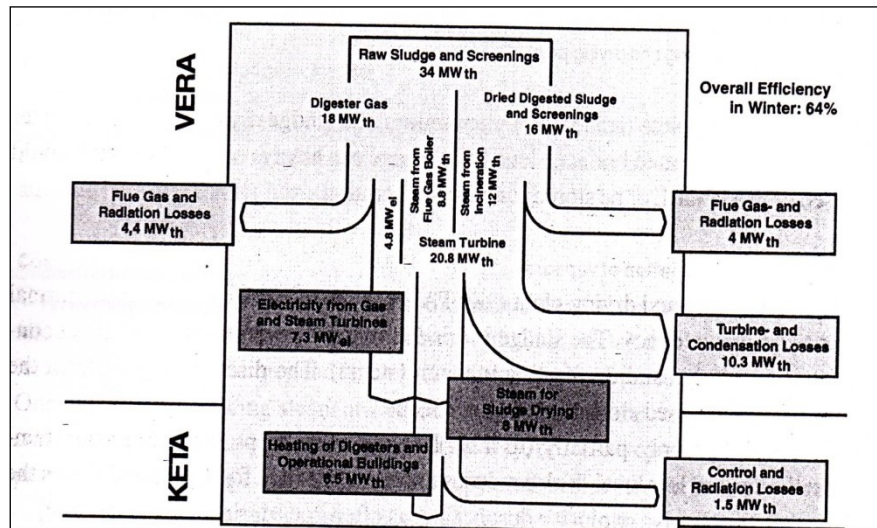 VERA
Raw Sludge and Screenings
34 MWth
Overall Efficiency
in Winter: 64%
Digester Gas
18 MWth
Dried Digested Sludge
and Screenings
16 MWth
Steam from
Flue Gas Boiler
8.8 MWth
Steam from
Incineration
12 MWth
Flue Gas and
Radiation Losses
4,4 MWth
4.8 MWel
Flue Gas- and
Radiation Losses
4 MWth
Steam Turbine
20.8 MWth
Electricity from Gas
and Steam Turbines
7.3 MWel
Turbine- and
Condensation Losses
10.3 MWth
Steam for
Sludge Drying
8 MWth
KETA
Heating of Digesters and
Operational Buildings
6.5 MWth
Control and
Radiation Losses
1.5 MWth